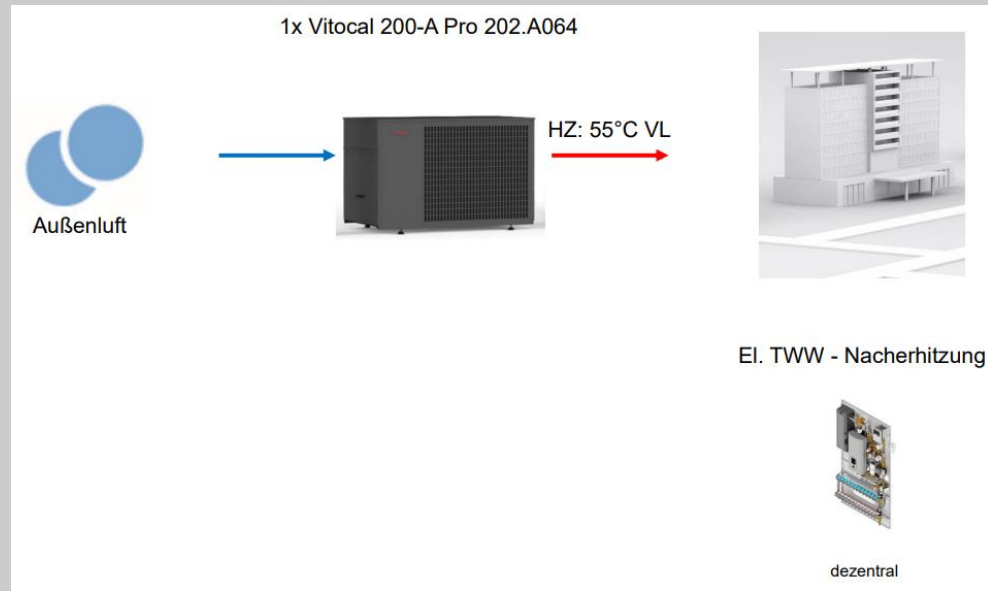 1x Vitocal 200-A Pro 202.A064
HZ: 55°C VL
Außenluft
El. TWW - Nacherhitzung
dezentral